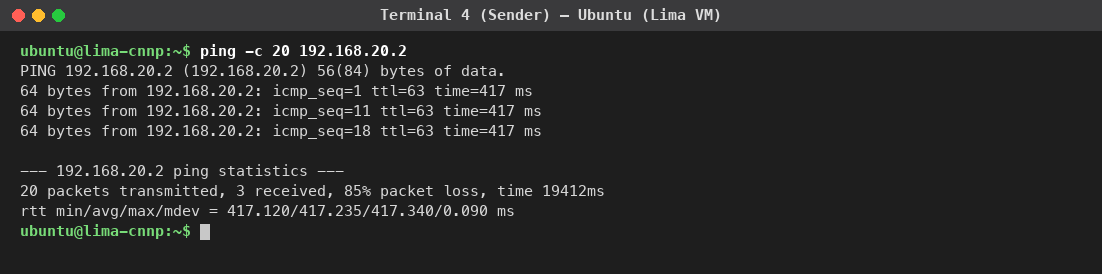 Terminal 4 (Sender) — Ubuntu (Lima VM)
ubuntu@lima-cnnp:~$ ping -c 20 192.168.20.2
PING 192.168.20.2 (192.168.20.2) 56(84) bytes of data.
64 bytes from 192.168.20.2: icmp_seq=1 ttl=63 time=417 ms
64 bytes from 192.168.20.2: icmp_seq=11 ttl=63 time=417 ms
64 bytes from 192.168.20.2: icmp_seq=18 ttl=63 time=417 ms
--- 192.168.20.2 ping statistics ---
20 packets transmitted, 3 received, 85% packet loss, time 19412ms
rtt min/avg/max/mdev = 417.120/417.235/417.340/0.090 ms
ubuntu@lima-cnnp:~$